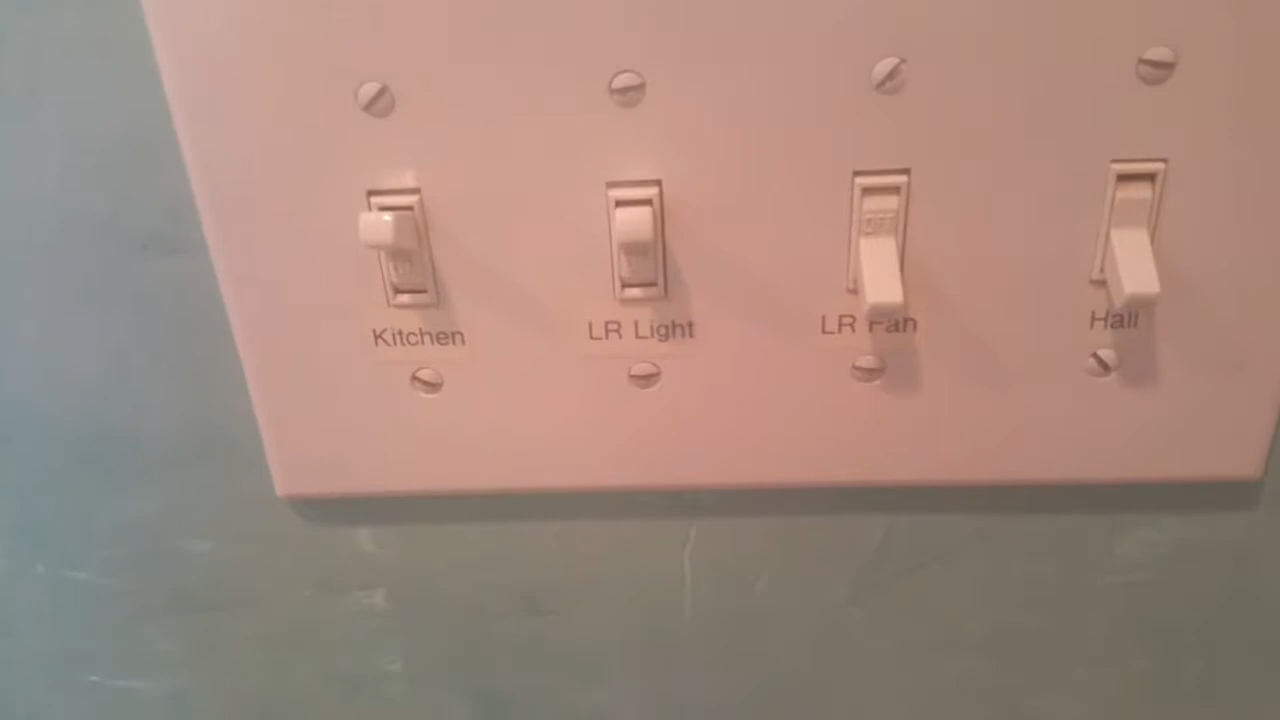 OFF
Kitchen
LR Light
LR Fan
Hall